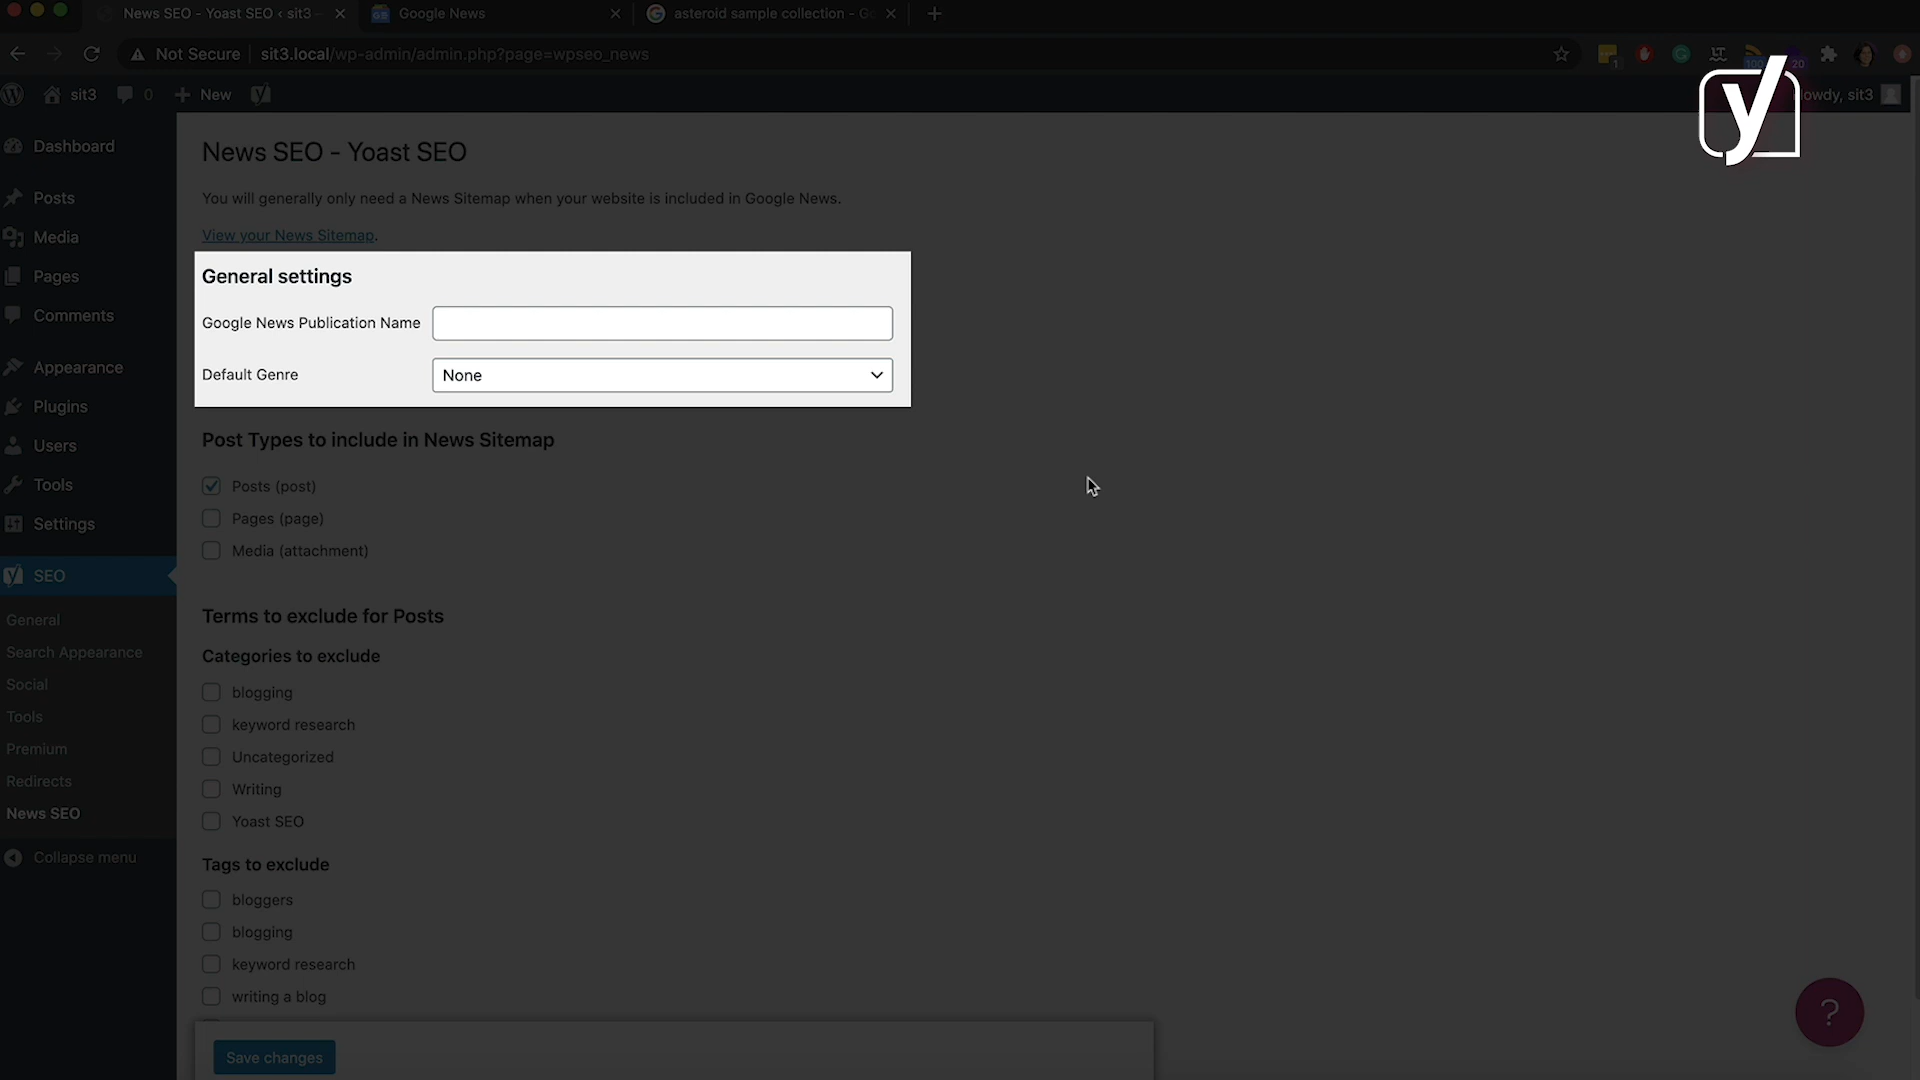 News SEO - Yoast SEO ‹ sit3
Google News
asteroid sample collection - Go
Not Secure
sit3.local/wp-admin/admin.php?page=wpseo_news
1
100
20
sit3
0
New
owdy, sit3
Dashboard
Posts
Media
Pages
Comments
Appearance
Plugins
Users
Tools
Settings
SEO
General
Search Appearance
Social
Tools
Premium
Redirects
News SEO
Collapse menu
News SEO - Yoast SEO
You will generally only need a News Sitemap when your website is included in Google News.
View your News Sitemap.
General settings
Google News Publication Name
Default Genre
None
Post Types to include in News Sitemap
Posts (post)
Pages (page)
Media (attachment)
Terms to exclude for Posts
Categories to exclude
blogging
keyword research
Uncategorized
Writing
Yoast SEO
Tags to exclude
bloggers
blogging
keyword research
writing a blog
Save changes
?
y